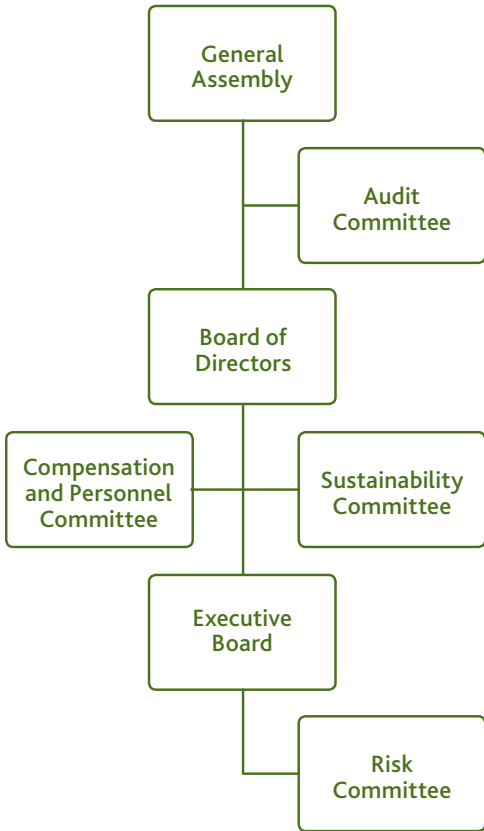 General
Assembly
Audit
Committee
Board of
Directors
Compensation
and Personnel
Committee
Sustainability
Committee
Executive
Board
Risk
Committee